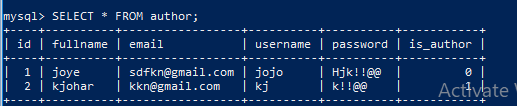 mysql> SELECT * FROM author;
+----+----------+-----------------+----------+----------+-----------+
| id | fullname | email | username | password | is_author |
+----+----------+-----------------+----------+----------+-----------+
| 1 | joye | sdfkn@gmail.com | jojo | Hjk!!@@ | 0 |
| 2 | kjohar | kkn@gmail.com | kj | k!!@@ | 1 |
+----+----------+-----------------+----------+----------+-----------+
Activate Wi